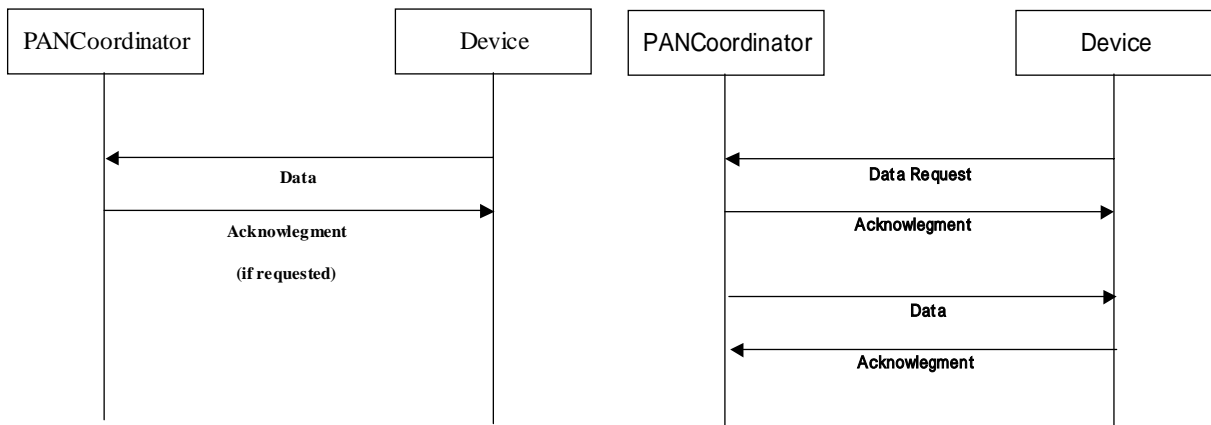 PANCoordinator
Device
Data
Acknowlegment
(if requested)
PANCoordinator
Device
Data Request
Acknowlegment
Data
Acknowlegment